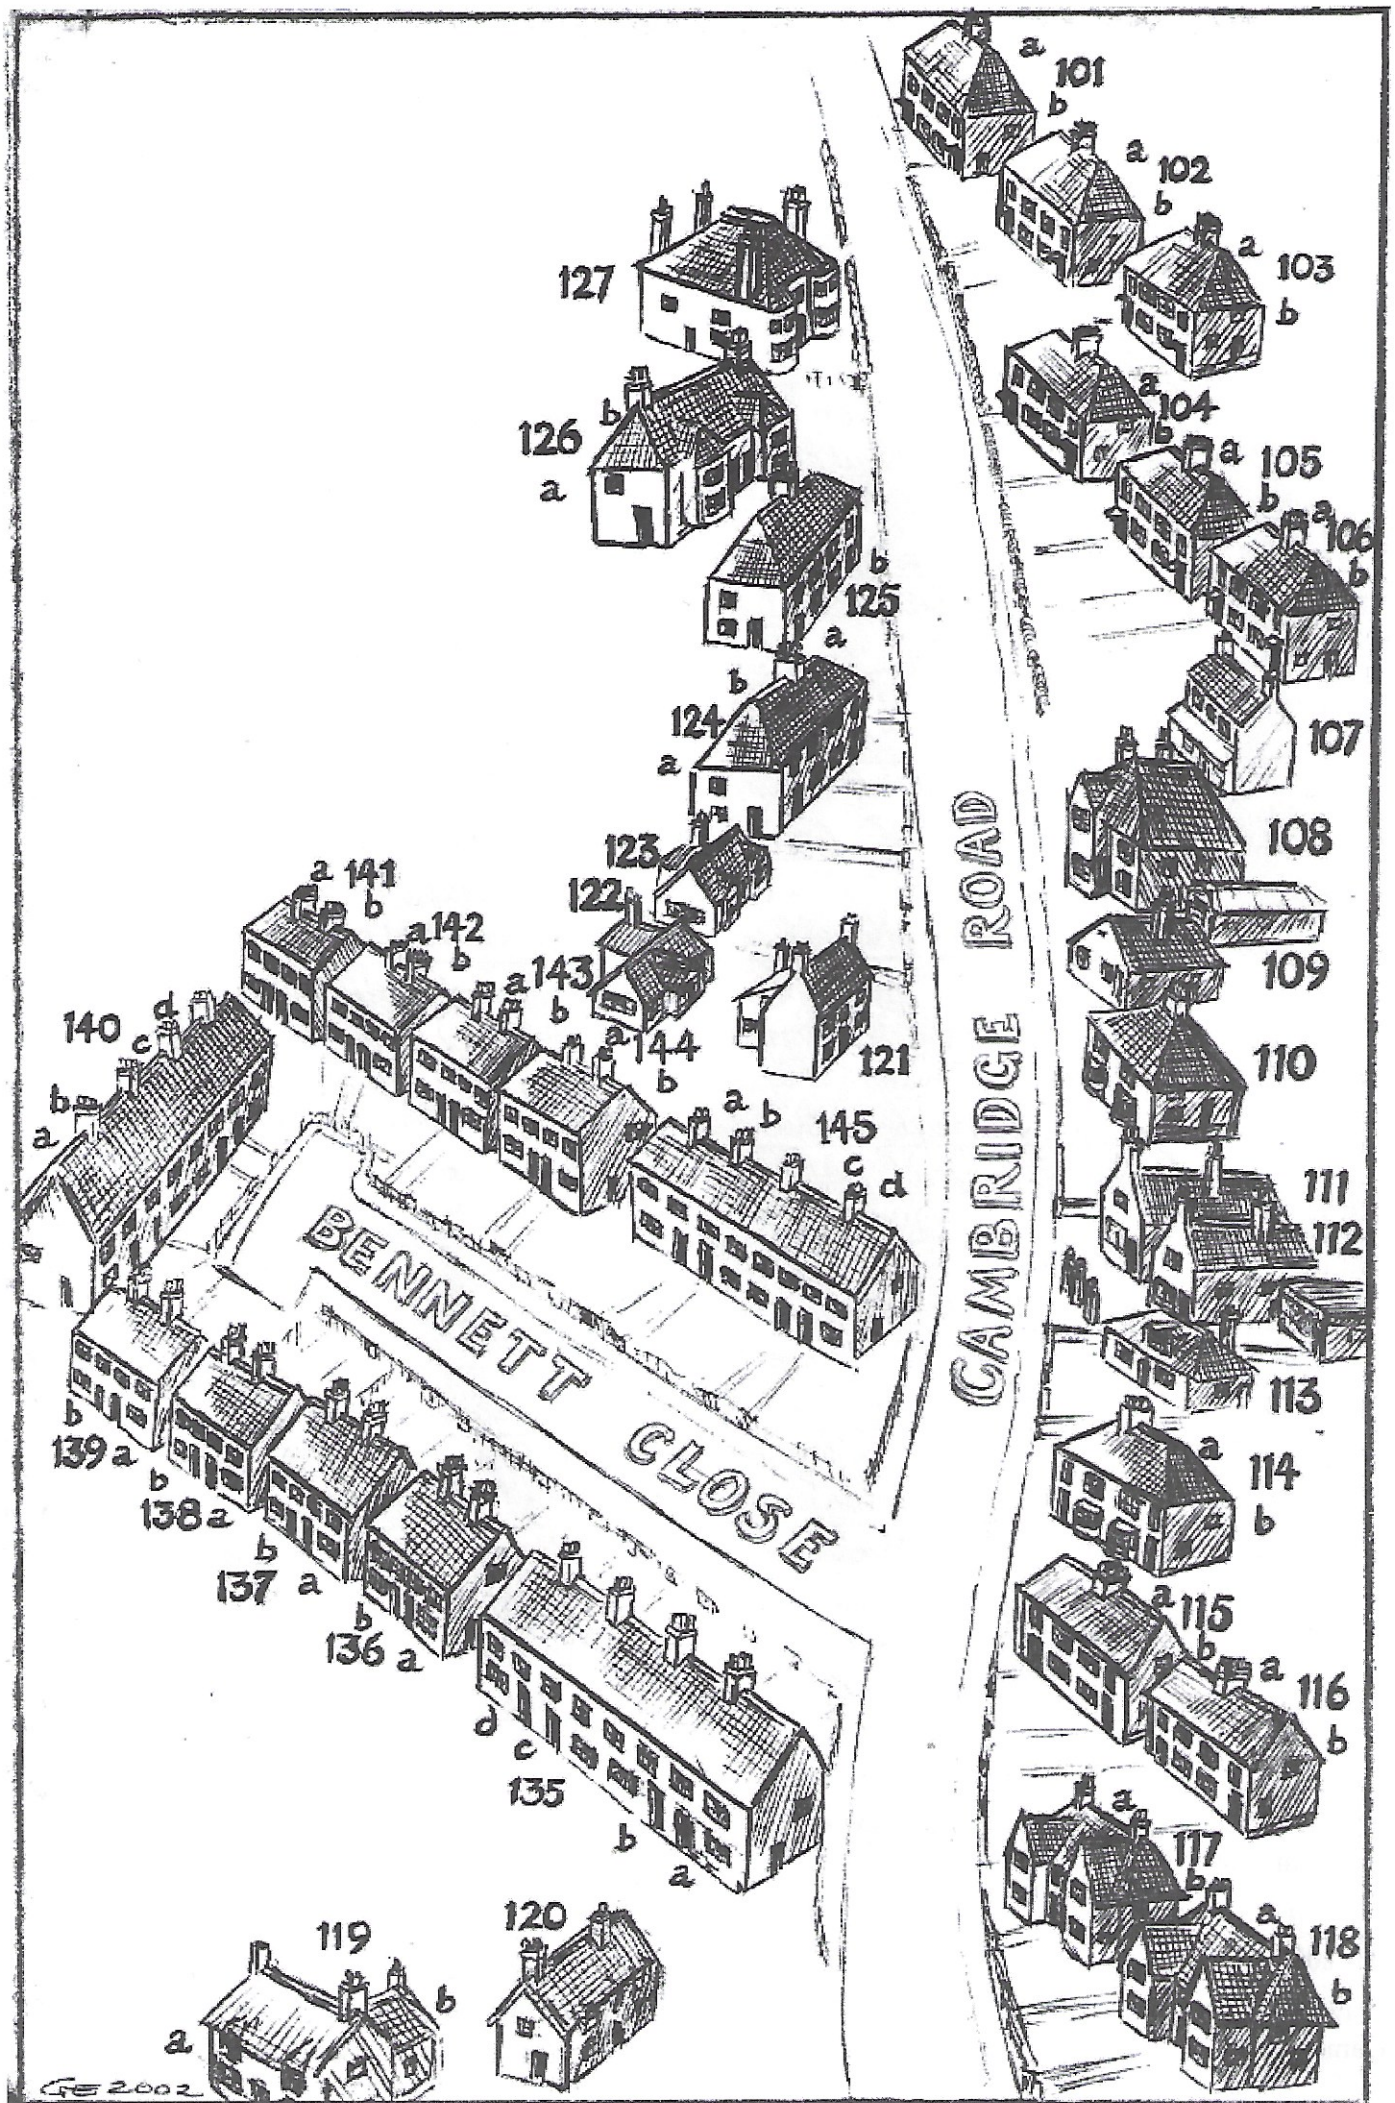 a
101
b
a
102
b
a
103
b
127
a
104
b
126
b
a
a
105
b
a
106
b
b
125
a
b
124
a
107
108
123
122
109
121
110
111
112
113
a
141
b
a
142
b
a
143
b
a
144
b
a
b
145
c
d
140
d
c
b
a
CAMBRIDGE ROAD
BENNETT CLOSE
b
139 a
b
138 a
b
137 a
b
136 a
d
c
135
b
a
a
114
b
a
115
b
a
116
b
a
117
b
a
118
b
119
b
a
120
GE 2002